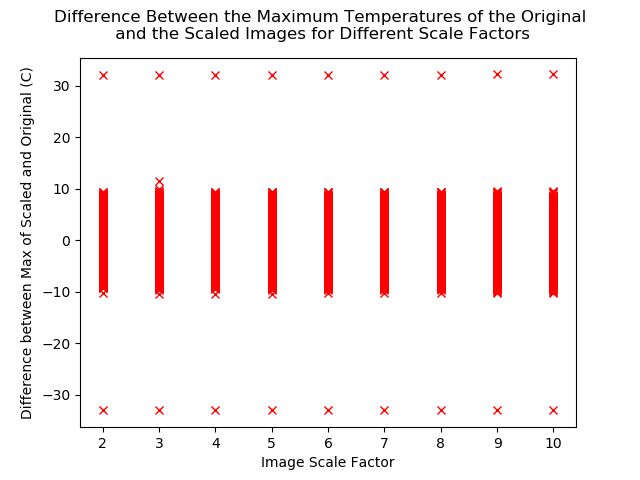 Difference Between the Maximum Temperatures of the Original
and the Scaled Images for Different Scale Factors
Difference between Max of Scaled and Original (C)
30
20
10
0
−10
−20
−30
2 3 4 5 6 7 8 9 10
Image Scale Factor